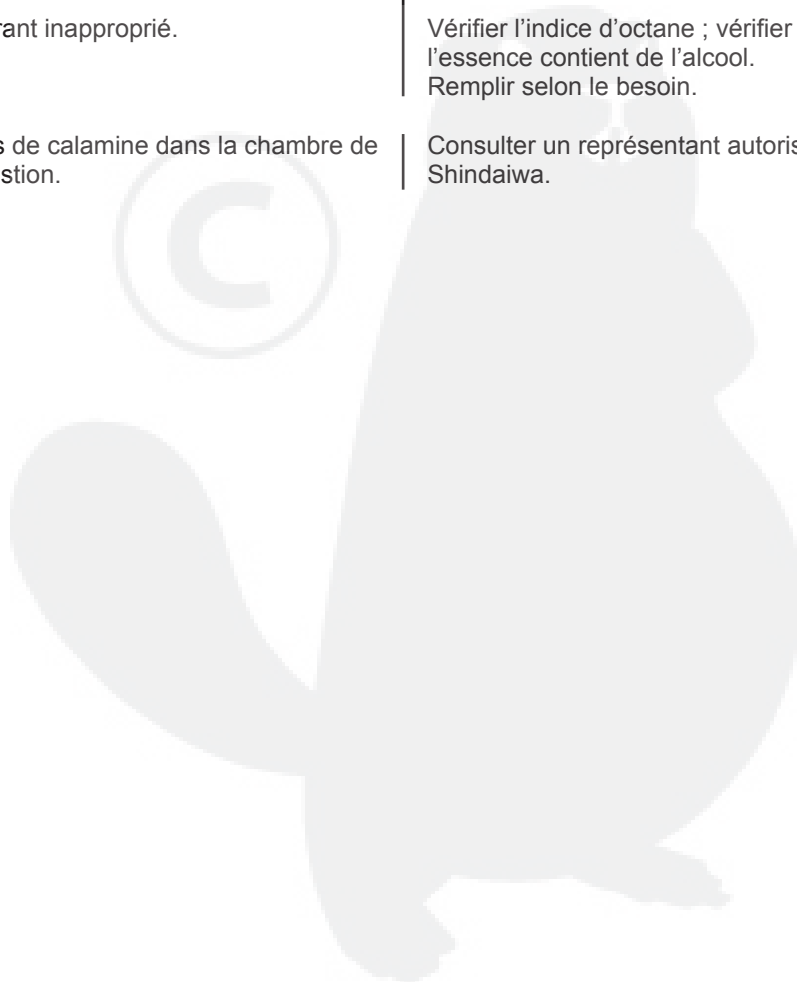 rant inapproprié.
Vérifier l’indice d’octane ; vérifier
l’essence contient de l’alcool.
Remplir selon le besoin.
s de calamine dans la chambre de
stion.
Consulter un représentant autoris
Shindaiwa.
©